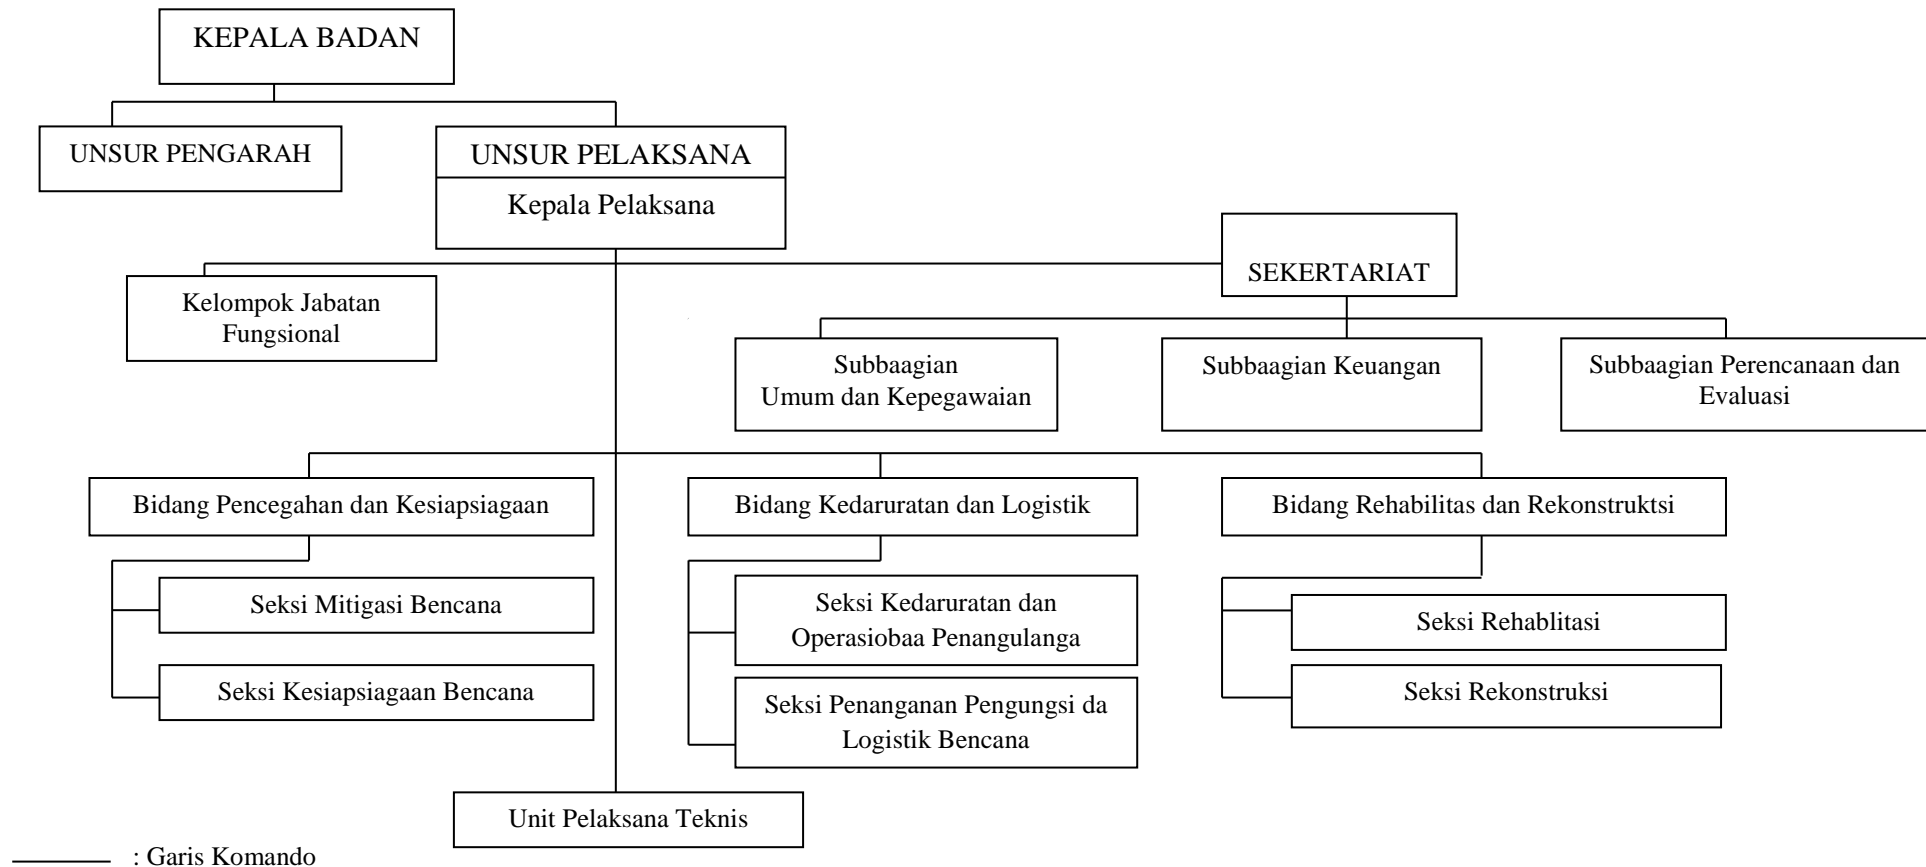 KEPALA BADAN
UNSUR PENGARAH
UNSUR PELAKSANA
Kepala Pelaksana
SEKERTARIAT
Kelompok Jabatan
Fungsional
Subbaagian
Umum dan Kepegawaian
Subbaagian Keuangan
Subbaagian Perencanaan dan
Evaluasi
Bidang Pencegahan dan Kesiapsiagaan
Bidang Kedaruratan dan Logistik
Bidang Rehabilitas dan Rekonstruktsi
Seksi Mitigasi Bencana
Seksi Kesiapsiagaan Bencana
Seksi Kedaruratan dan
Operasiobaa Penangulanga
Seksi Penanganan Pengungsi da
Logistik Bencana
Seksi Rehablitasi
Seksi Rekonstruksi
Unit Pelaksana Teknis
: Garis Komando